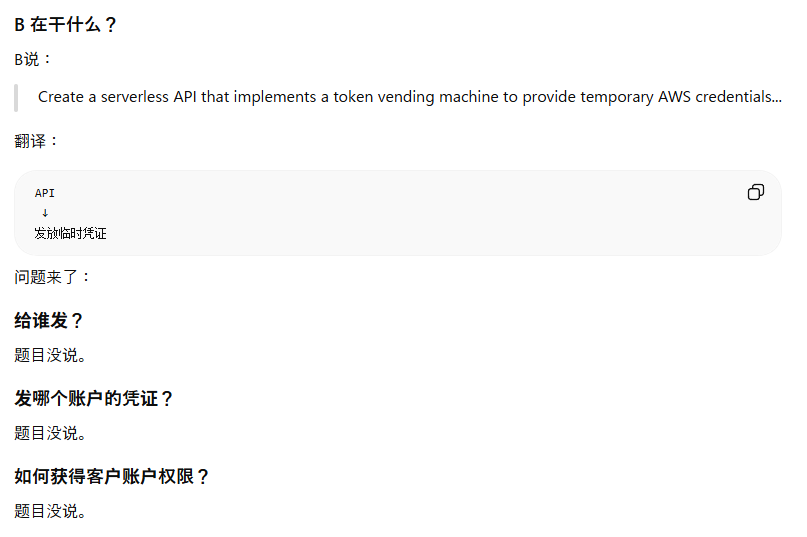 B 在干什么？
B说：
Create a serverless API that implements a token vending machine to provide temporary AWS credentials...
翻译：
API
↓
发放临时凭证
问题来了：
给谁发？
题目没说。
发哪个账户的凭证？
题目没说。
如何获得客户账户权限？
题目没说。